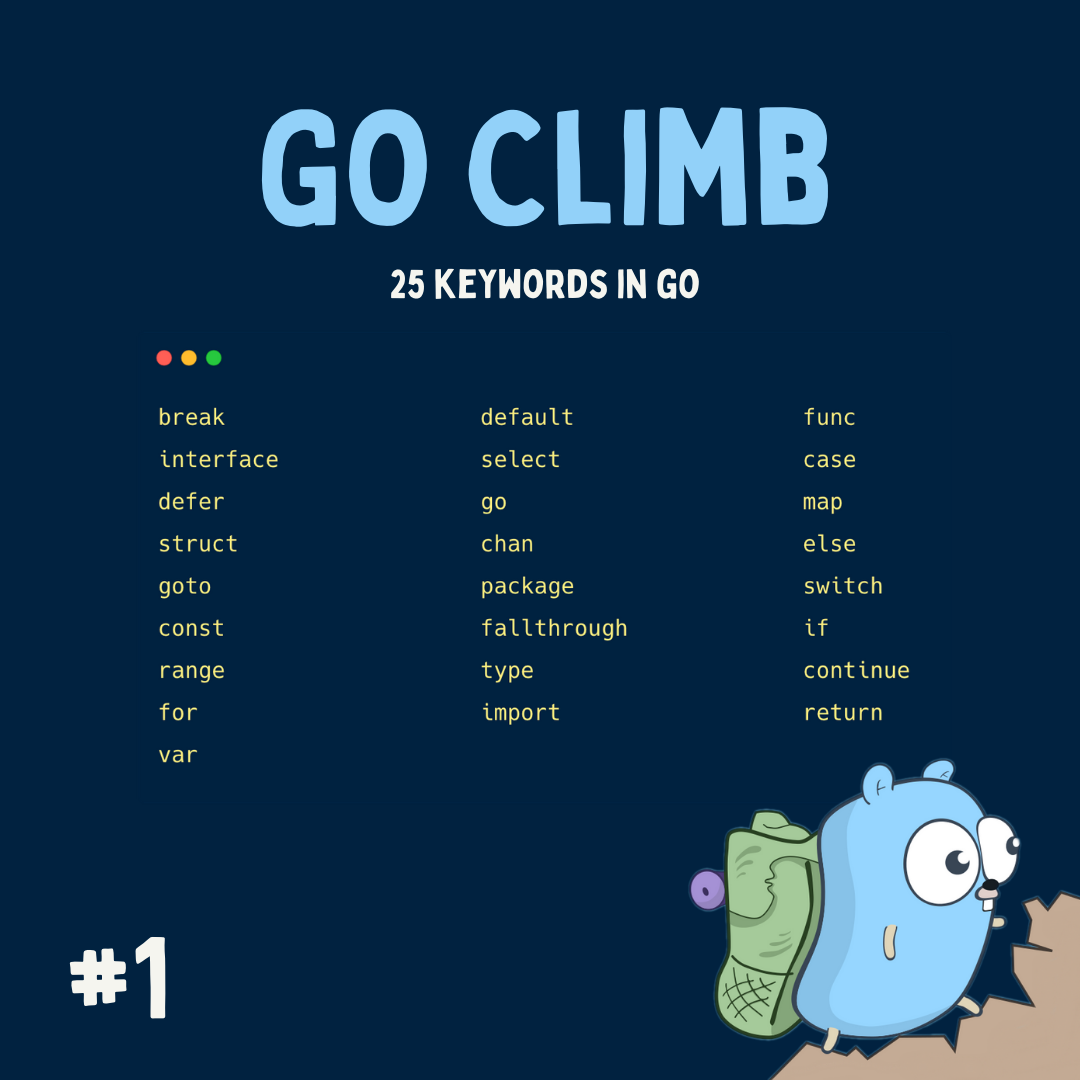 GO CLIMB
25 KEYWORDS IN GO
break default func
interface select case
defer go map
struct chan else
goto package switch
const fallthrough if
range type continue
for import return
var
#1